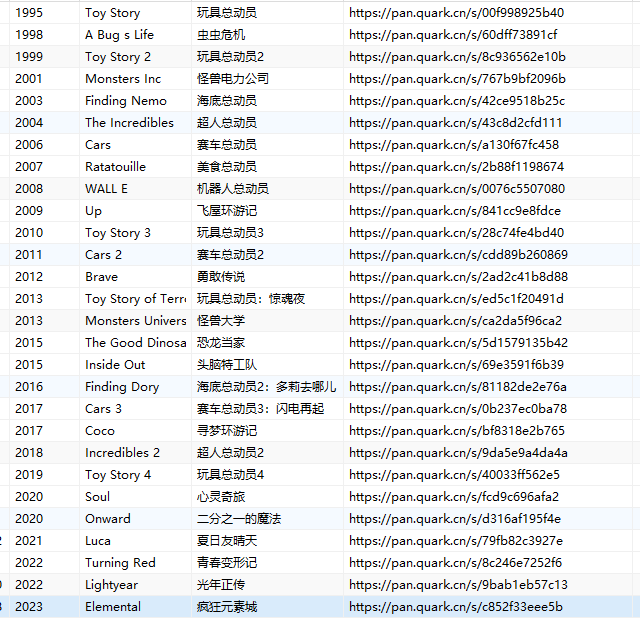 1995 Toy Story 玩具总动员 https://pan.quark.cn/s/00f998925b40
1998 A Bug s Life 虫虫危机 https://pan.quark.cn/s/60dff73891cf
1999 Toy Story 2 玩具总动员2 https://pan.quark.cn/s/8c936562e10b
2001 Monsters Inc 怪兽电力公司 https://pan.quark.cn/s/767b9bf2096b
2003 Finding Nemo 海底总动员 https://pan.quark.cn/s/42ce9518b25c
2004 The Incredibles 超人总动员 https://pan.quark.cn/s/43c8d2cfd111
2006 Cars 赛车总动员 https://pan.quark.cn/s/a130f67fc458
2007 Ratatouille 美食总动员 https://pan.quark.cn/s/2b88f1198674
2008 WALL E 机器人总动员 https://pan.quark.cn/s/0076c5507080
2009 Up 飞屋环游记 https://pan.quark.cn/s/841cc9e8fdce
2010 Toy Story 3 玩具总动员3 https://pan.quark.cn/s/28c74fe4bd40
2011 Cars 2 赛车总动员2 https://pan.quark.cn/s/cdd89b260869
2012 Brave 勇敢传说 https://pan.quark.cn/s/2ad2c41b8d88
2013 Toy Story of Terr 玩具总动员：惊魂夜 https://pan.quark.cn/s/ed5c1f20491d
2013 Monsters Univers 怪兽大学 https://pan.quark.cn/s/ca2da5f96ca2
2015 The Good Dinosa 恐龙当家 https://pan.quark.cn/s/5d1579135b42
2015 Inside Out 头脑特工队 https://pan.quark.cn/s/69e3591f6b39
2016 Finding Dory 海底总动员2：多莉去哪儿 https://pan.quark.cn/s/81182de2e76a
2017 Cars 3 赛车总动员3：闪电再起 https://pan.quark.cn/s/0b237ec0ba78
2017 Coco 寻梦环游记 https://pan.quark.cn/s/bf8318e2b765
2018 Incredibles 2 超人总动员2 https://pan.quark.cn/s/9da5e9a4da4a
2019 Toy Story 4 玩具总动员4 https://pan.quark.cn/s/40033ff562e5
2020 Soul 心灵奇旅 https://pan.quark.cn/s/fcd9c696afa2
2020 Onward 二分之一的魔法 https://pan.quark.cn/s/d316af195f4e
2021 Luca 夏日友晴天 https://pan.quark.cn/s/79fb82c3927e
2022 Turning Red 青春变形记 https://pan.quark.cn/s/8c246e7252f6
2022 Lightyear 光年正传 https://pan.quark.cn/s/9bab1eb57c13
2023 Elemental 疯狂元素城 https://pan.quark.cn/s/c852f33eee5b